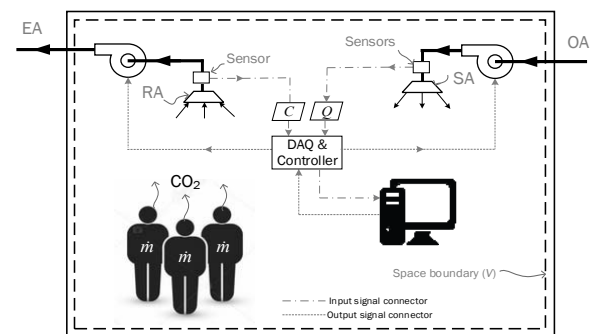 EA
OA
Sensor
Sensors
RA
SA
C
Q
DAQ &
Controller
CO₂
ṁ
ṁ
ṁ
Space boundary (V)
Input signal connector
Output signal connector